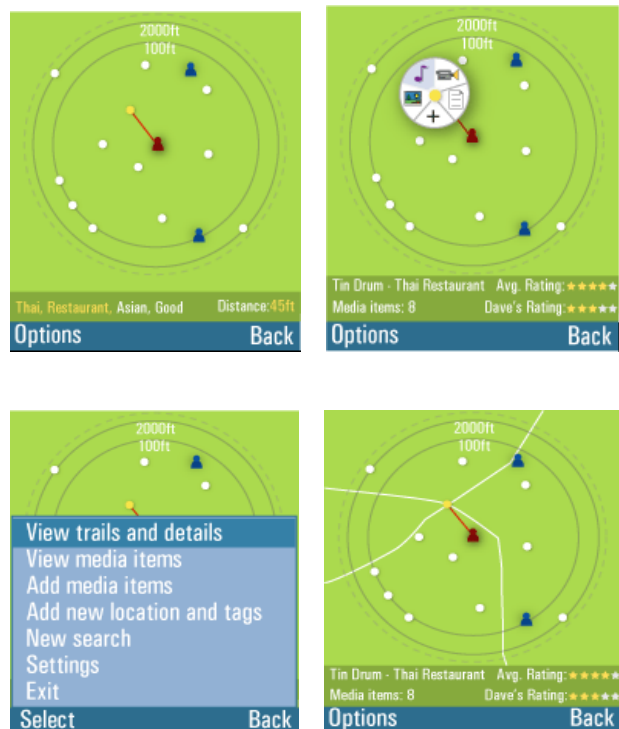 2000ft
100ft
Thai, Restaurant, Asian, Good Distance:45ft
Options Back
2000ft
100ft
+
Tin Drum - Thai Restaurant Avg. Rating:★★★★★
Media items: 8 Dave's Rating:★★★★★
Options Back
2000ft
100ft
View trails and details
View media items
Add media items
Add new location and tags
New search
Settings
Exit
Select Back
2000ft
100ft
Tin Drum - Thai Restaurant Avg. Rating:★★★★★
Media items: 8 Dave's Rating:★★★★★
Options Back